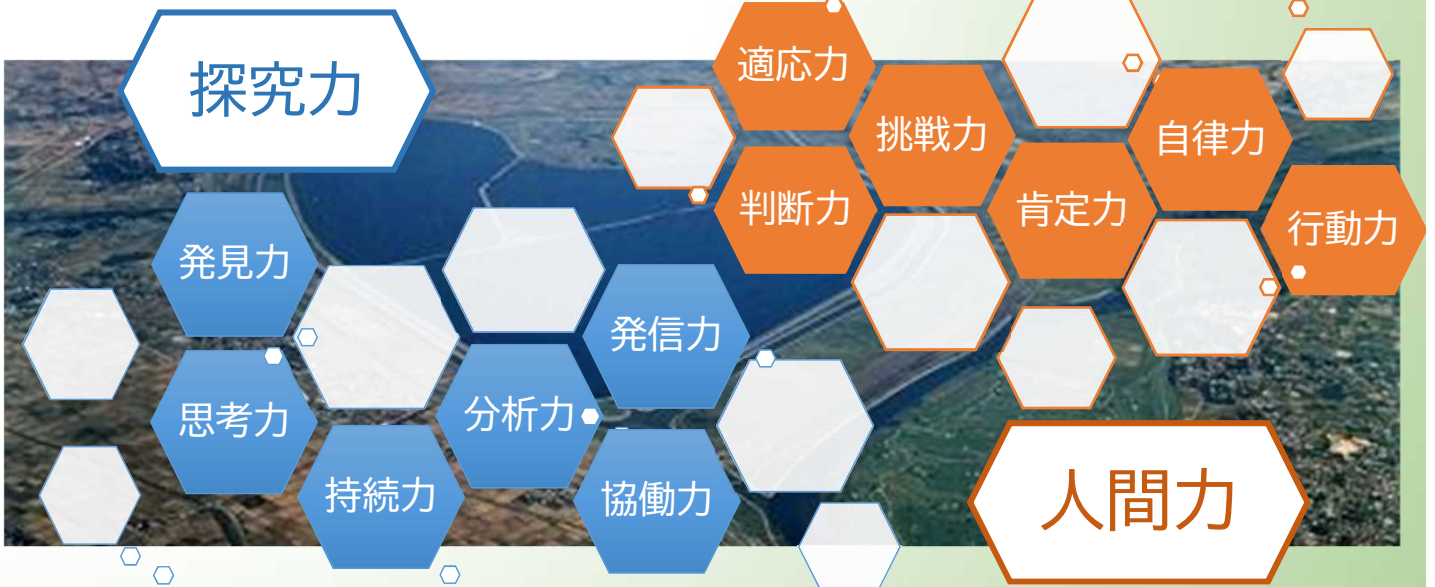 探究力
発見力
思考力
持続力
分析力
発信力
協働力
適応力
判断力
挑戦力
肯定力
自律力
行動力
人間力